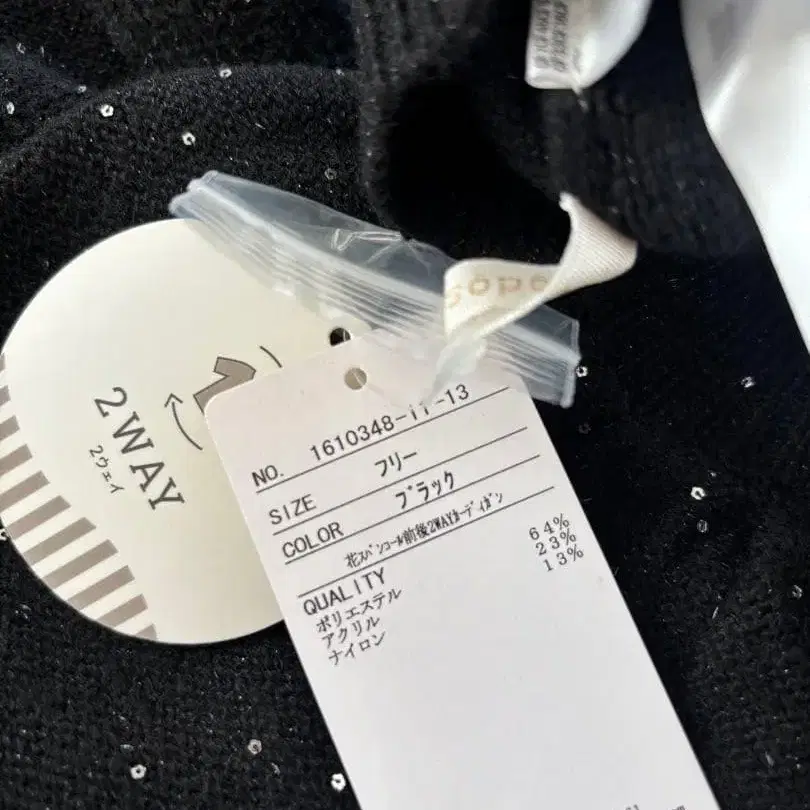 2WAY
2ウェイ
Sopo
NO. 1610348-11-13
SIZE フリー
COLOR ブラック
花スパンコール前後2WAYカーディガン
QUALITY
ポリエステル 64%
アクリル 23%
ナイロン 13%